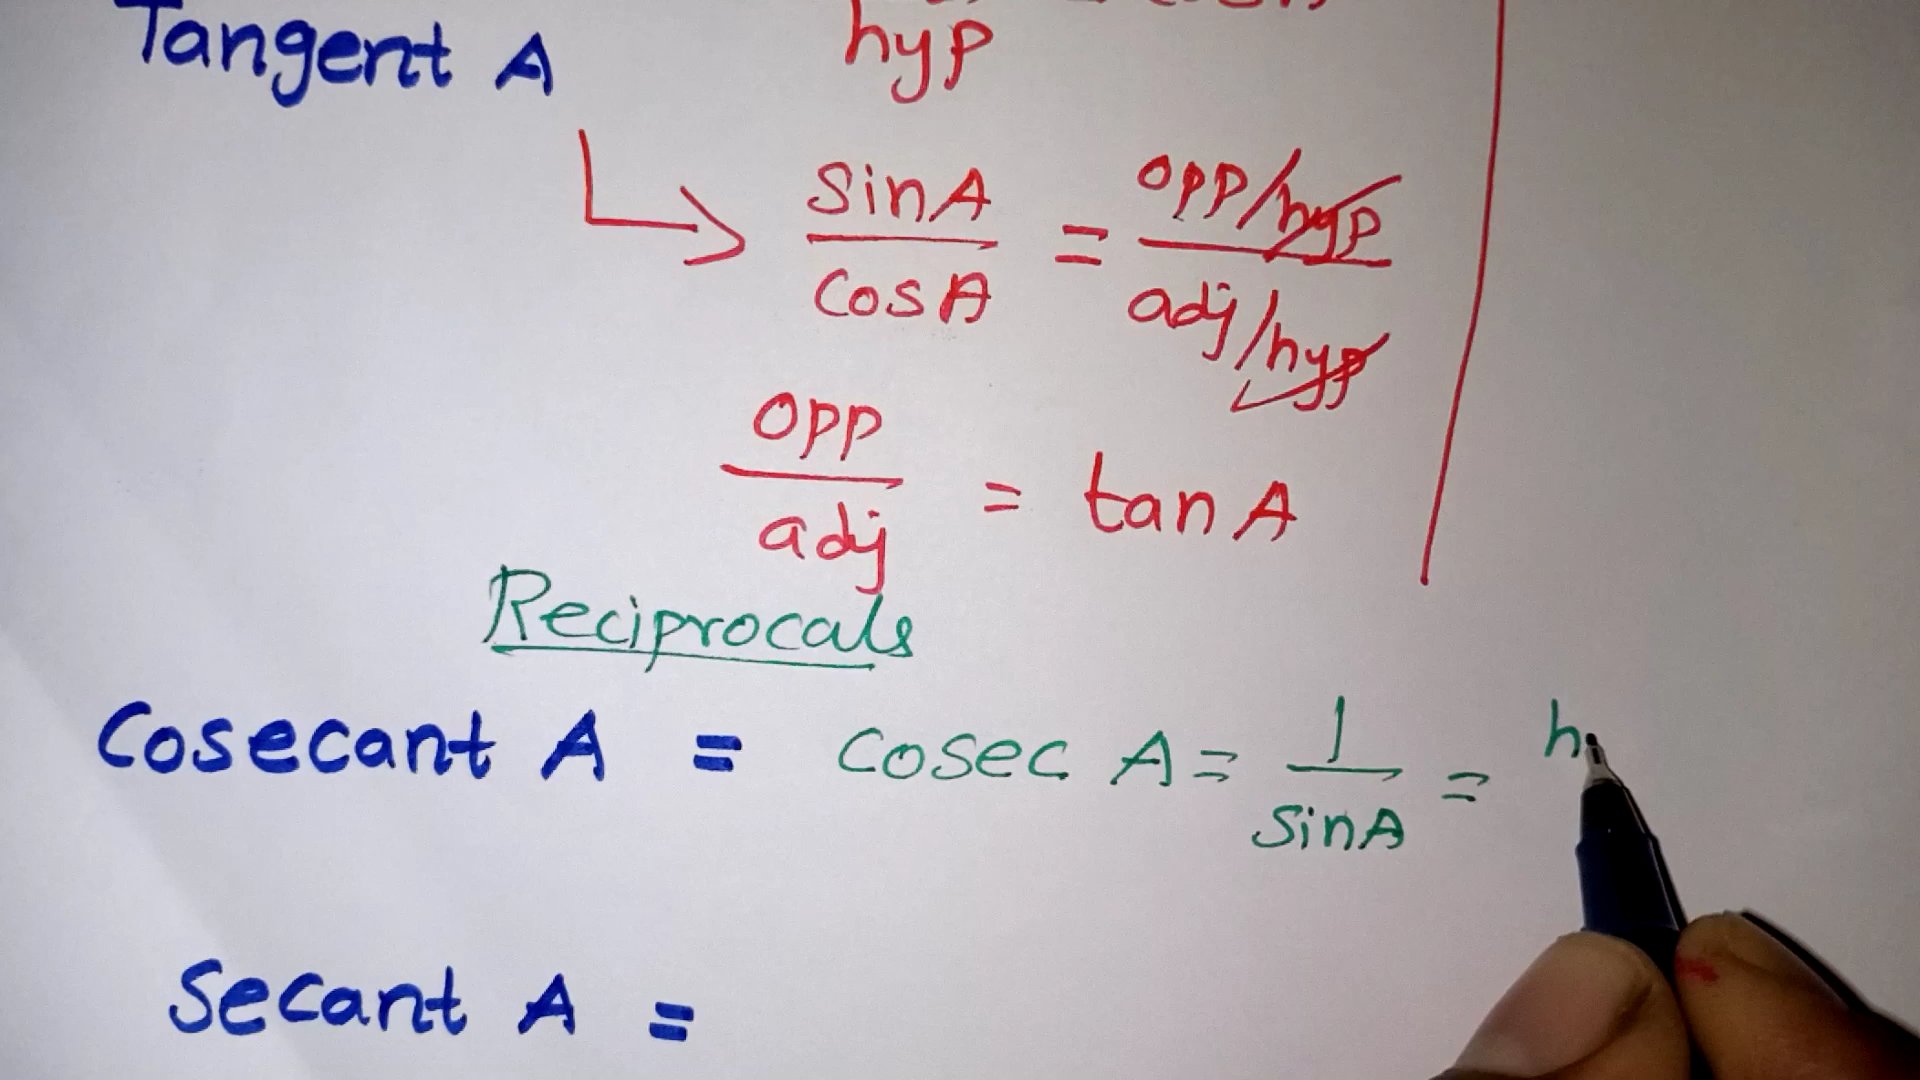 Tangent A
hyp
sinA / cosA = opp/hyp / adj/hyp
opp / adj = tan A
Reciprocals
Cosecant A = cosec A = 1 / sinA = h
Secant A =